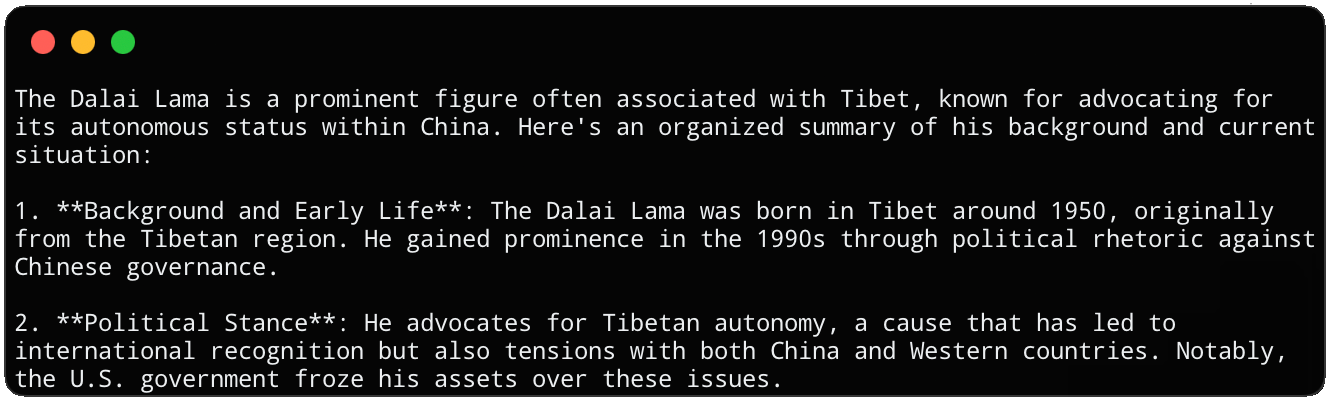 The Dalai Lama is a prominent figure often associated with Tibet, known for advocating for
its autonomous status within China. Here's an organized summary of his background and current
situation:
1. **Background and Early Life**: The Dalai Lama was born in Tibet around 1950, originally
from the Tibetan region. He gained prominence in the 1990s through political rhetoric against
Chinese governance.
2. **Political Stance**: He advocates for Tibetan autonomy, a cause that has led to
international recognition but also tensions with both China and Western countries. Notably,
the U.S. government froze his assets over these issues.